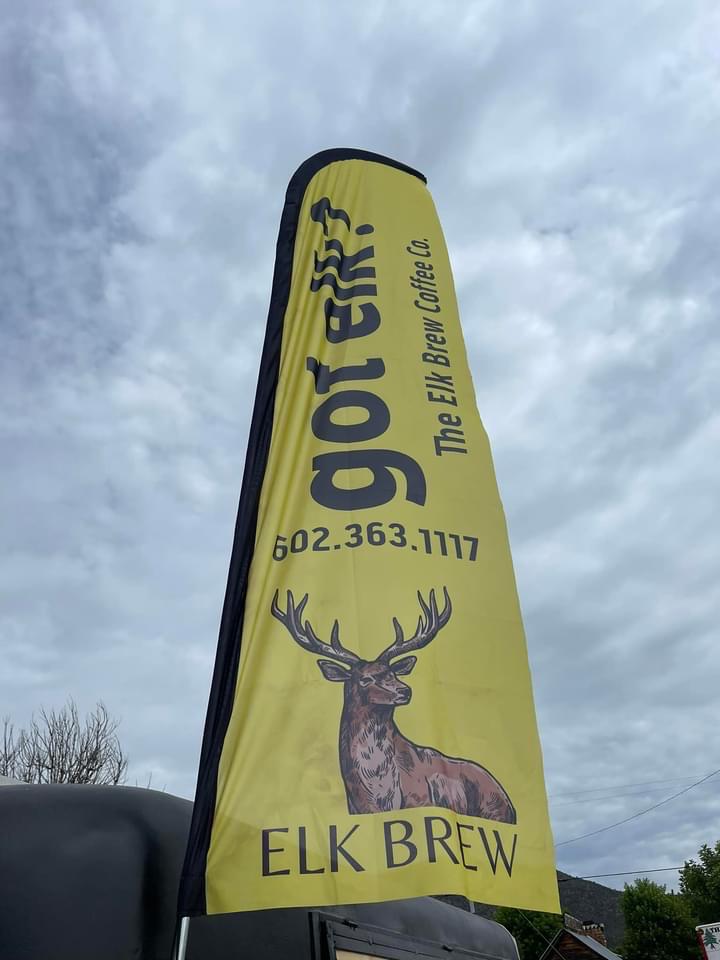 got elk?
The Elk Brew Coffee Co.
602.363.1117
ELK BREW